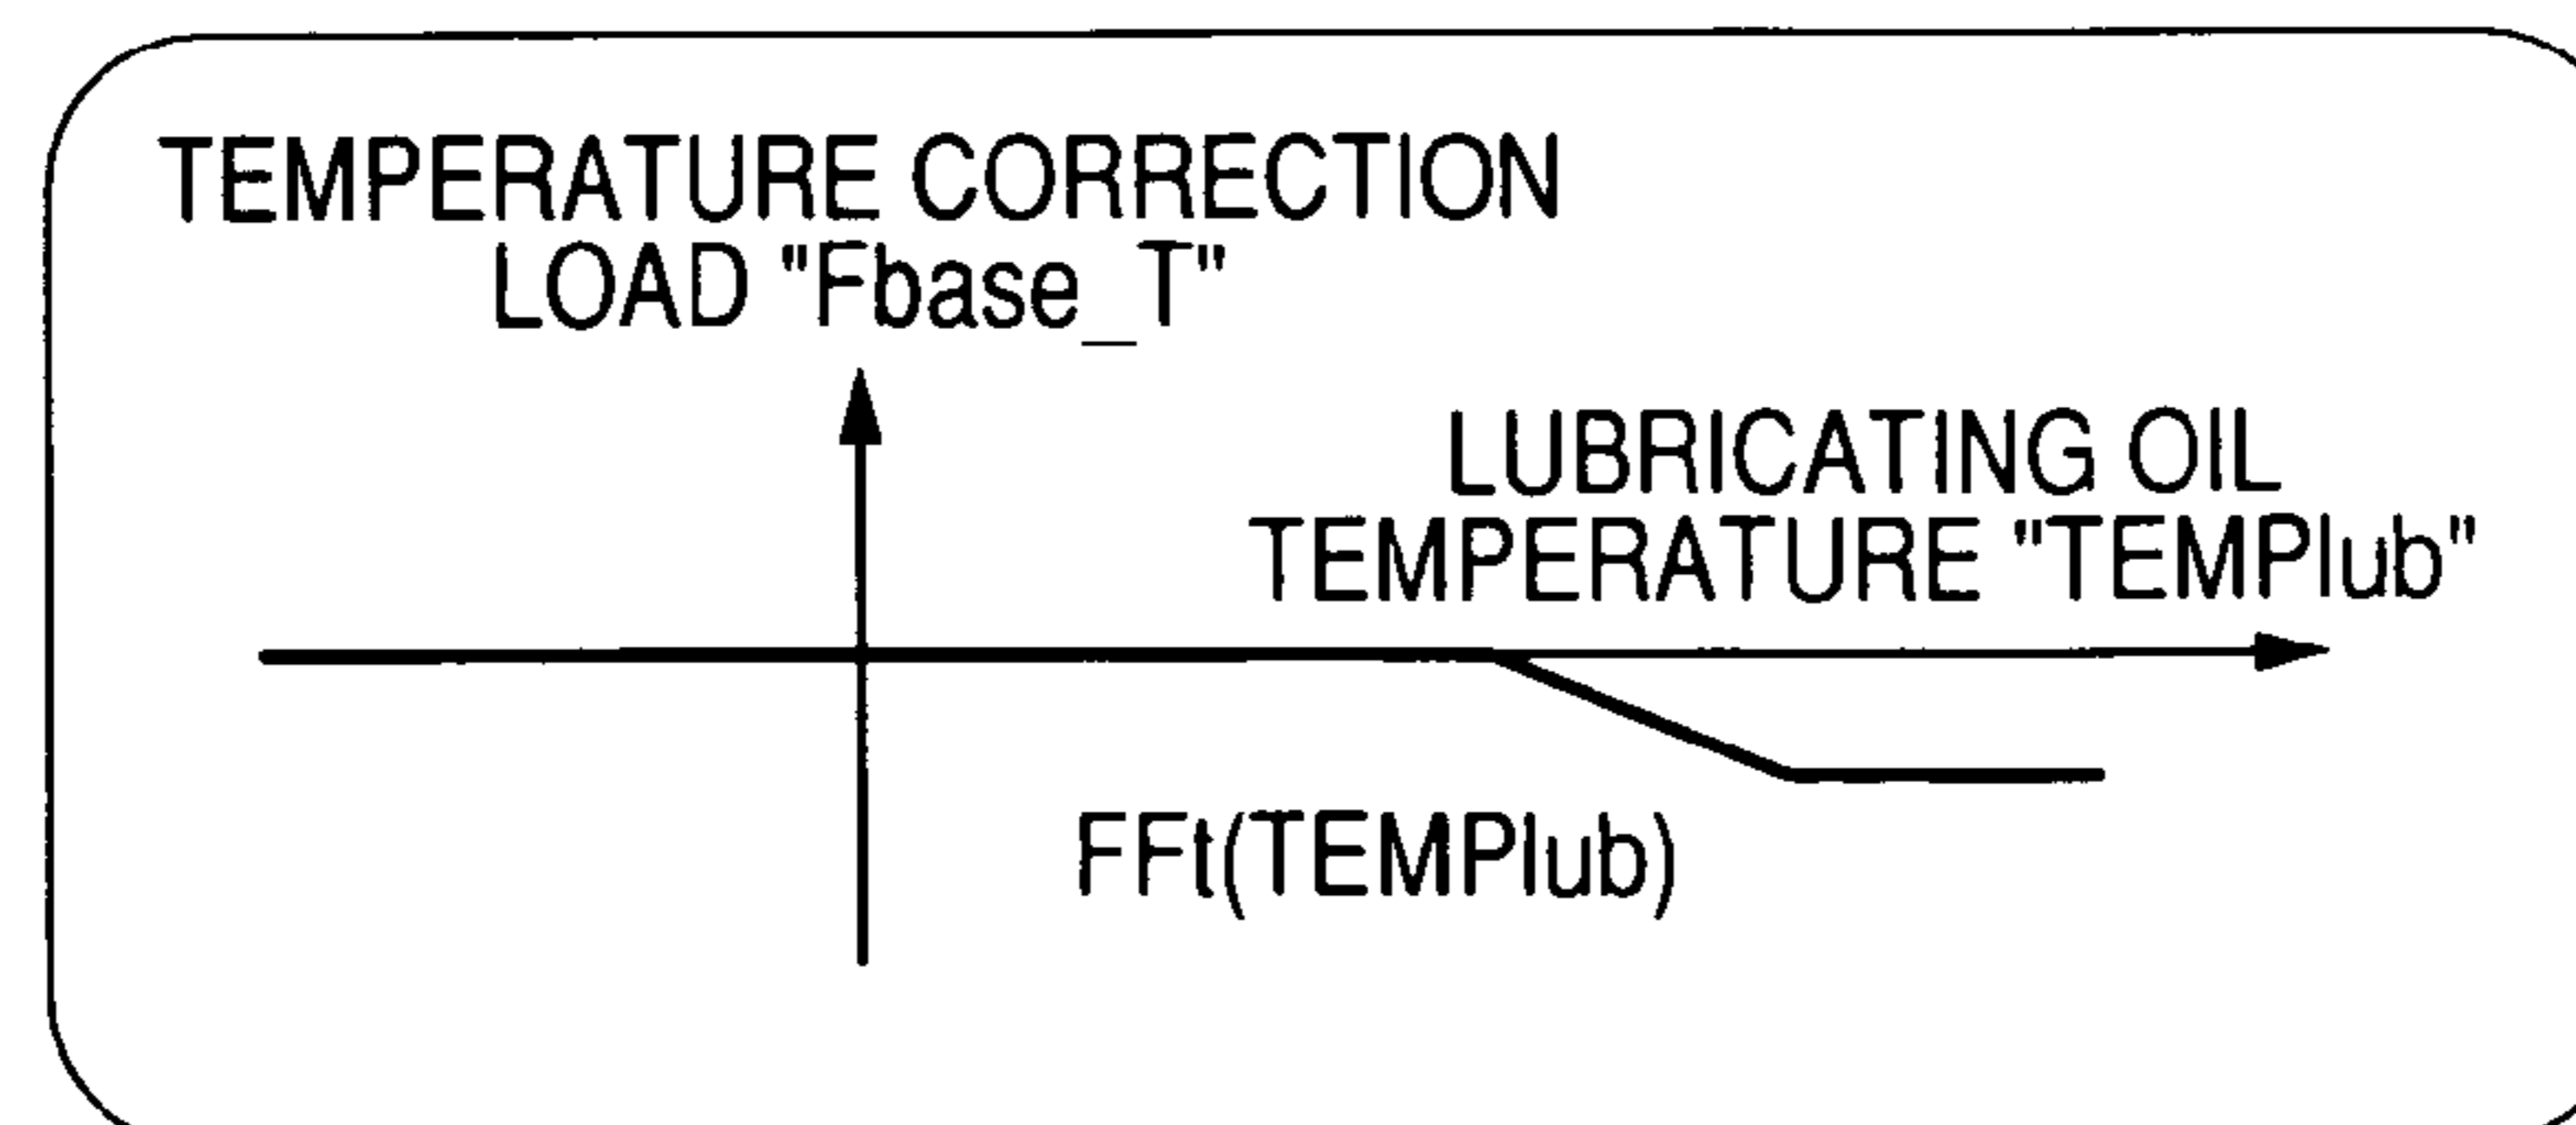 TEMPERATURE CORRECTION
LOAD "Fbase_T"
LUBRICATING OIL
TEMPERATURE "TEMPlub"
FFt(TEMPlub)